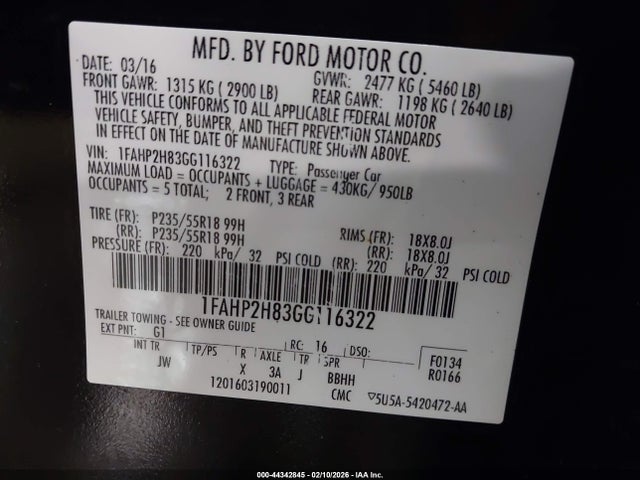 MFD. BY FORD MOTOR CO.
DATE: 03/16 GVWR: 2477 KG ( 5460 LB)
FRONT GAWR: 1315 KG ( 2900 LB) REAR GAWR: 1198 KG ( 2640 LB)
THIS VEHICLE CONFORMS TO ALL APPLICABLE FEDERAL MOTOR
VEHICLE SAFETY, BUMPER, AND THEFT PREVENTION STANDARDS
IN EFFECT ON THE DATE OF MANUFACTURE SHOWN ABOVE.
VIN: 1FAHP2H83GG116322 TYPE: Passenger Car
MAXIMUM LOAD = OCCUPANTS + LUGGAGE = 430KG/ 950LB
OCCUPANTS = 5 TOTAL; 2 FRONT, 3 REAR
TIRE (FR): P235/55R18 99H RIMS (FR): 18X8.0J
(RR): P235/55R18 99H (RR): 18X8.0J
PRESSURE (FR): 220 kPa/ 32 PSI COLD (RR): 220 kPa/ 32 PSI COLD
1FAHP2H83GG116322
TRAILER TOWING - SEE OWNER GUIDE
EXT PNT: G1 RC: 16 DSO:
INT TR TP/PS R AXLE TR SPR F0134
JW X 3A J BBHH R0166
1201603190011 CMC ▽5U5A-5420472-AA
000-44342845 - 02/10/2026 - IAA Inc.